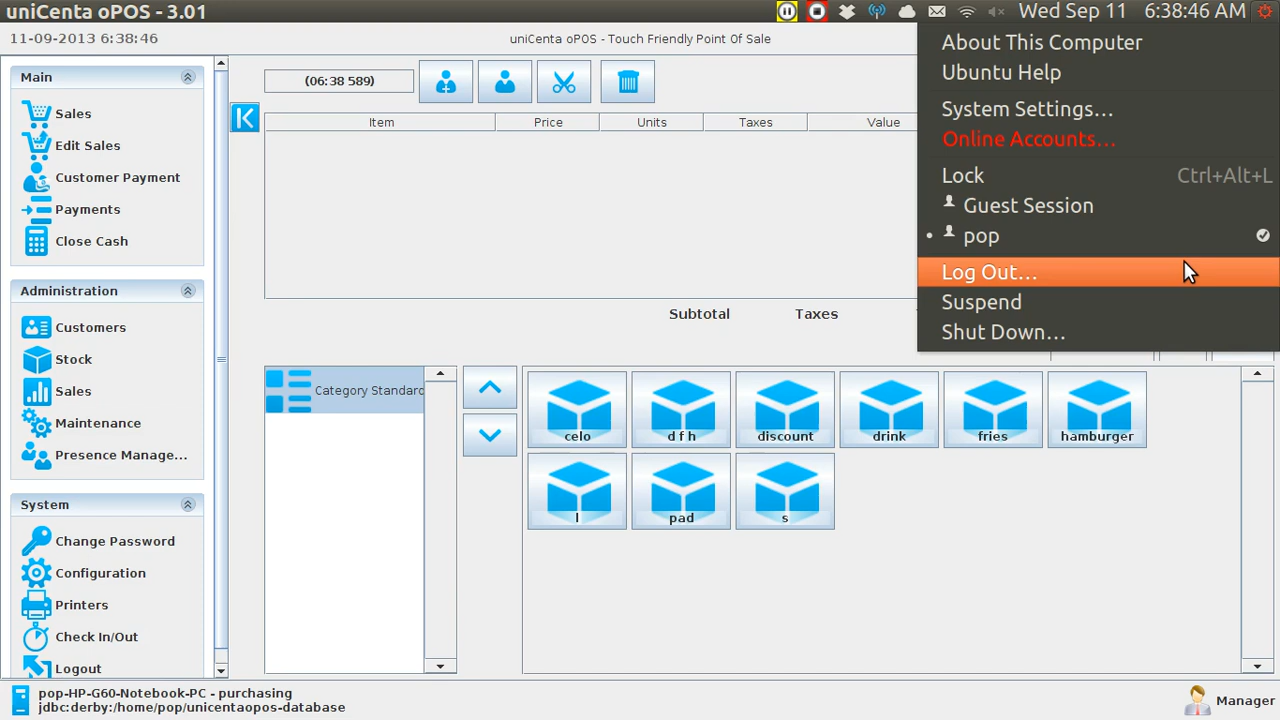 uniCenta oPOS - 3.01
Wed Sep 11 6:38:46 AM
11-09-2013 6:38:46
uniCenta oPOS - Touch Friendly Point Of Sale
About This Computer
Ubuntu Help
System Settings...
Online Accounts...
Lock Ctrl+Alt+L
Guest Session
pop
Log Out...
Suspend
Shut Down...
Main
Sales
Edit Sales
Customer Payment
Payments
Close Cash
Administration
Customers
Stock
Sales
Maintenance
Presence Manage...
System
Change Password
Configuration
Printers
Check In/Out
Logout
(06:38 589)
Item Price Units Taxes Value
Subtotal Taxes
Category Standard
celo d f h discount drink fries hamburger
l pad s
pop-HP-G60-Notebook-PC - purchasing
jdbc:derby:/home/pop/unicentaopos-database
Manager